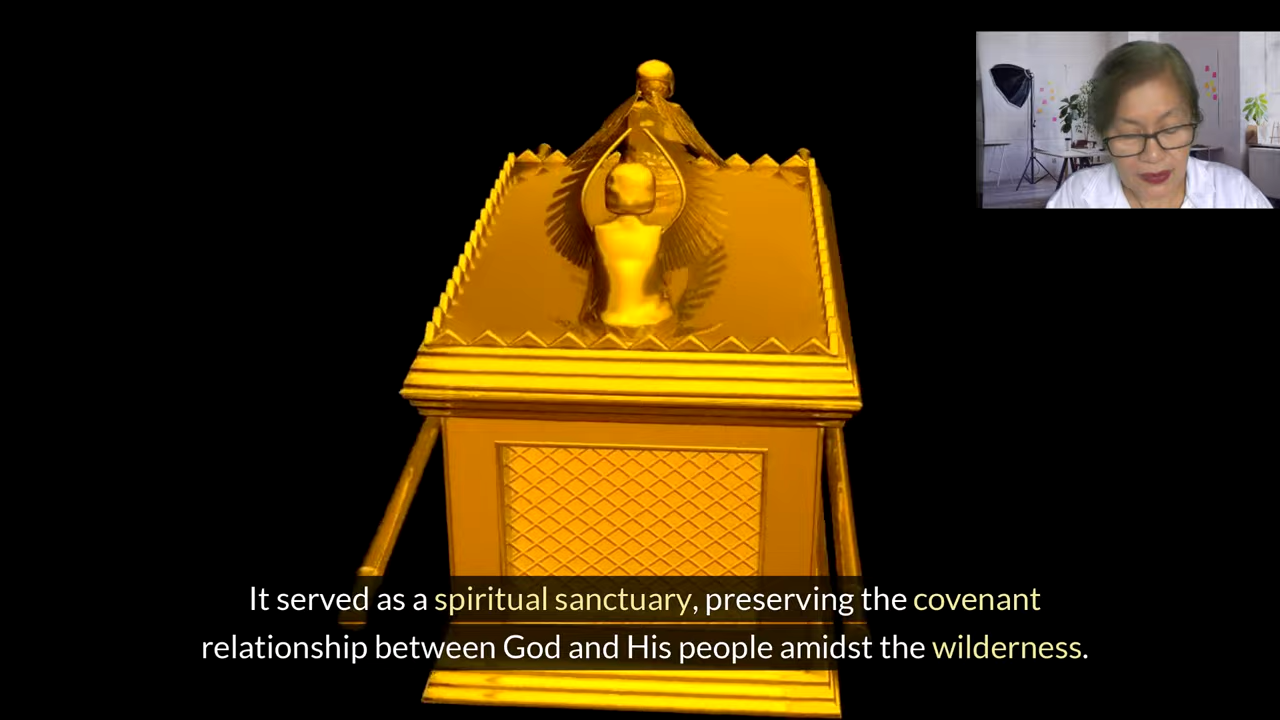 It served as a spiritual sanctuary, preserving the covenant
relationship between God and His people amidst the wilderness.